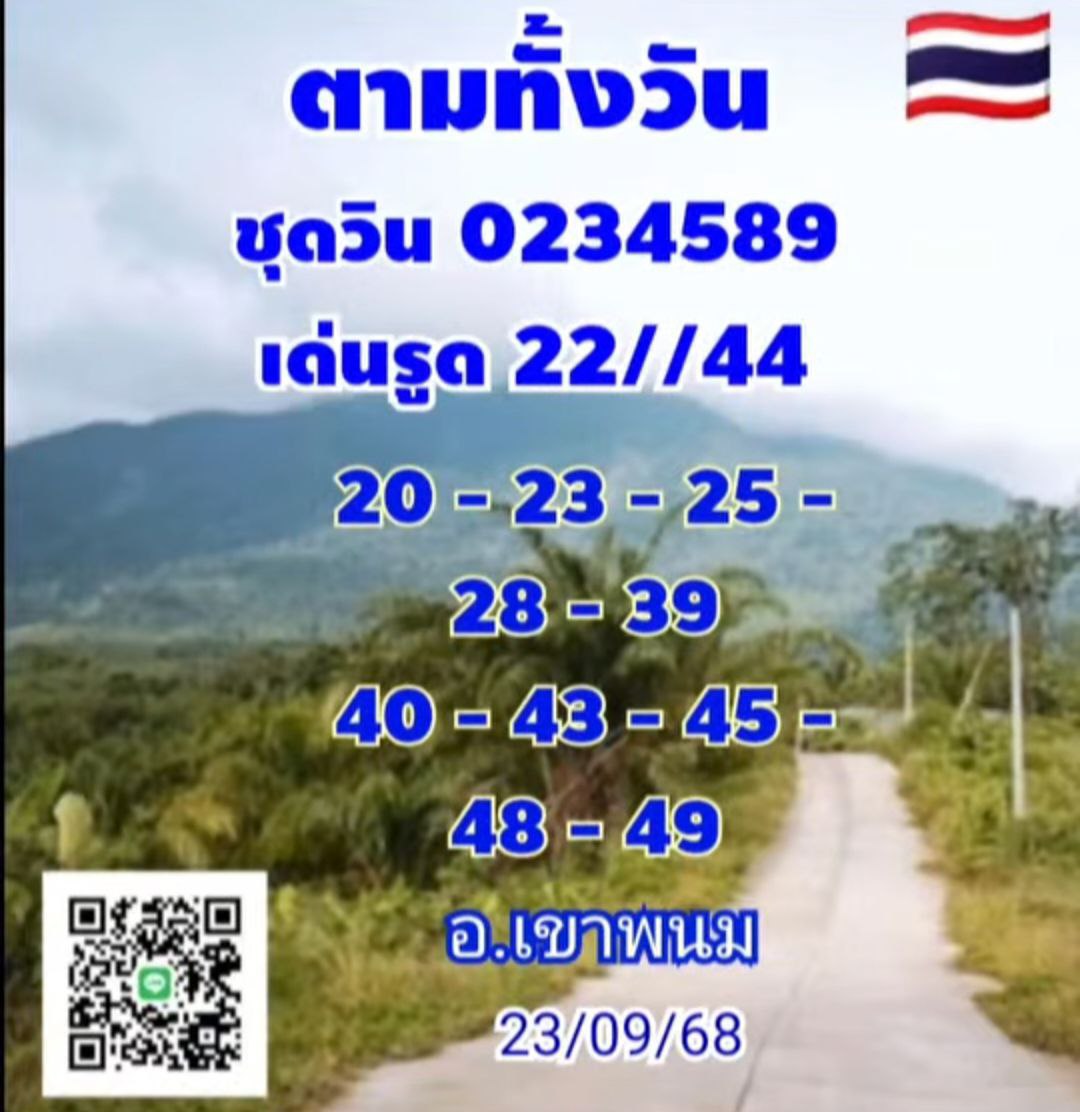 ตามทั้งวัน
ชุดวิน 0234589
เด่นรูด 22//44
20 - 23 - 25 -
28 - 39
40 - 43 - 45 -
48 - 49
อ.เขาพนม
23/09/68